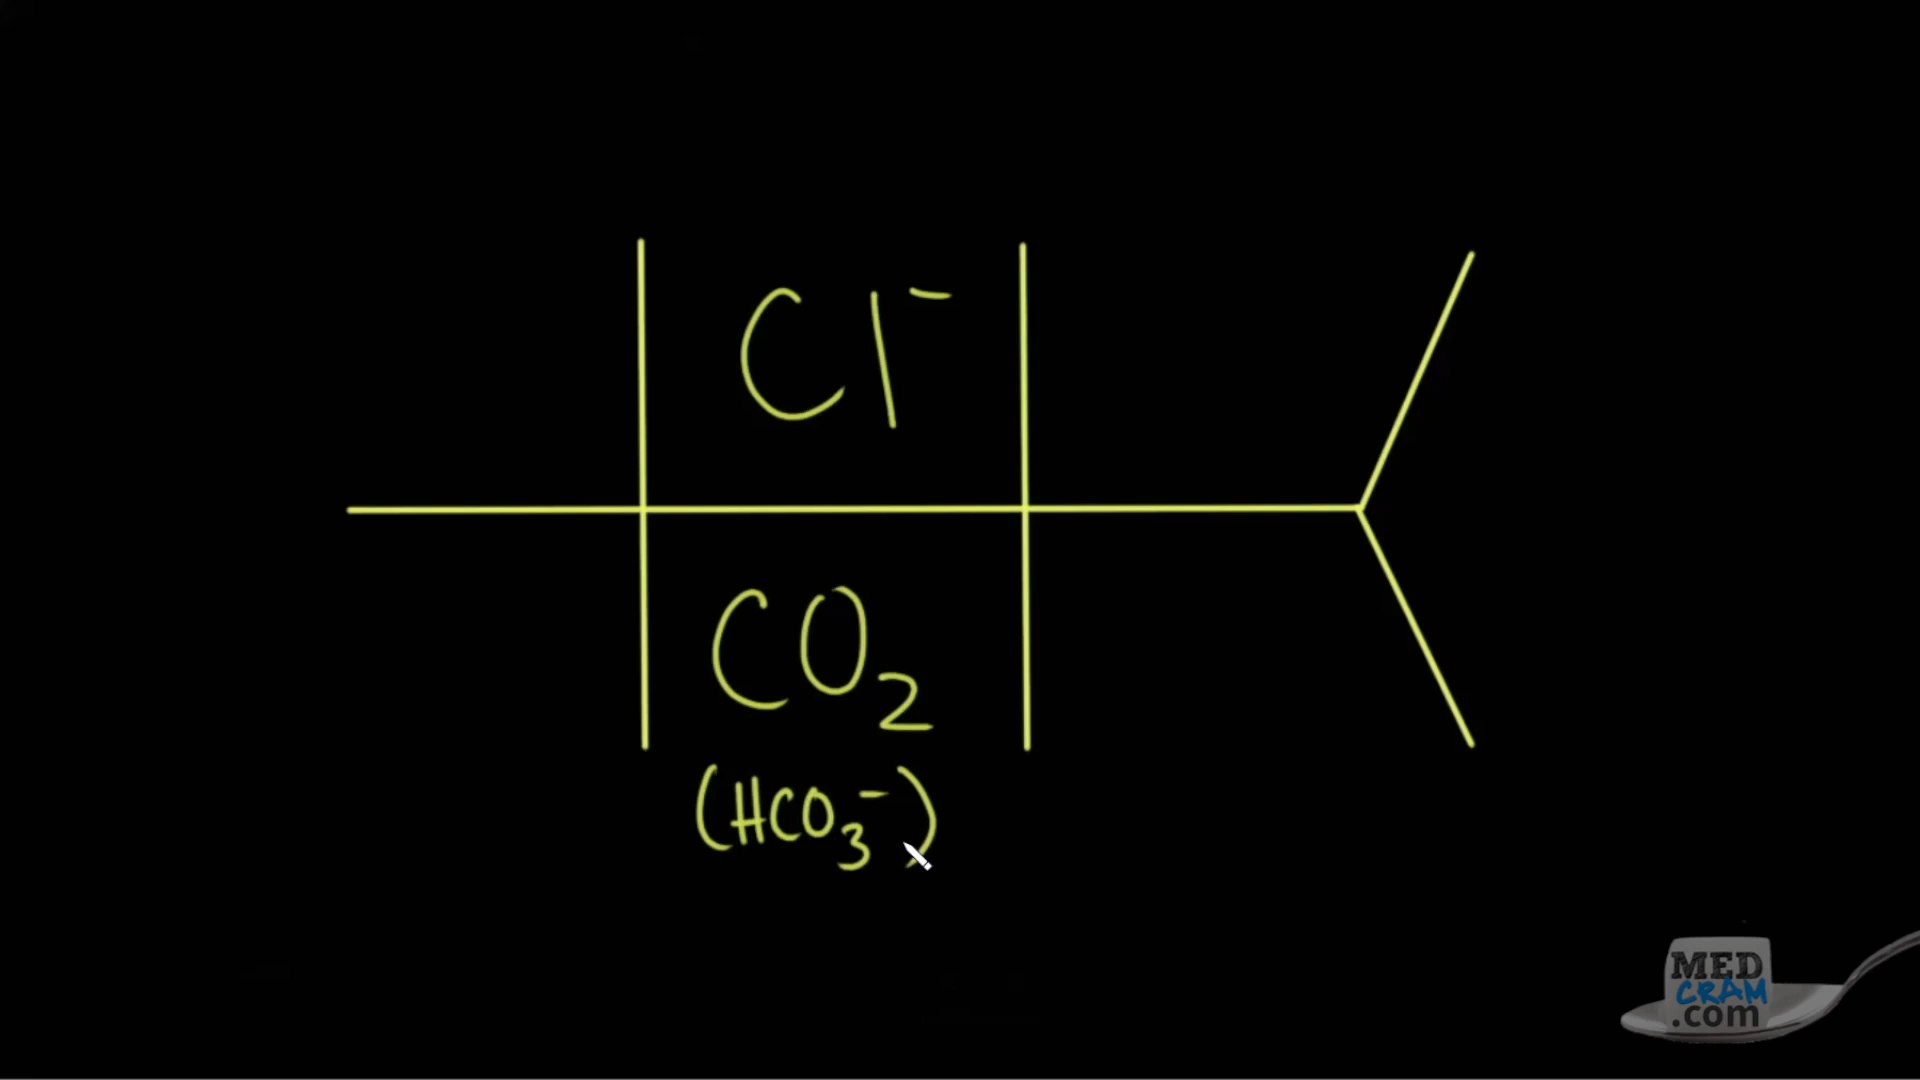 Cl⁻
CO₂
(HCO₃⁻)
MED
CRAM
.com